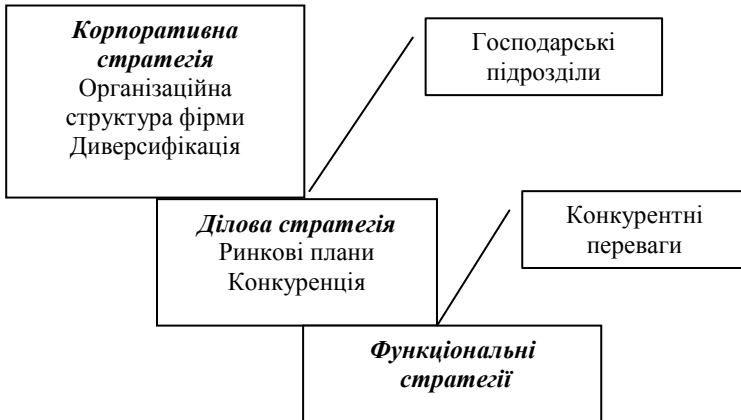 Корпоративна
стратегія
Організаційна
структура фірми
Диверсифікація
Господарські
підрозділи
Ділова стратегія
Ринкові плани
Конкуренція
Конкурентні
переваги
Функціональні
стратегії